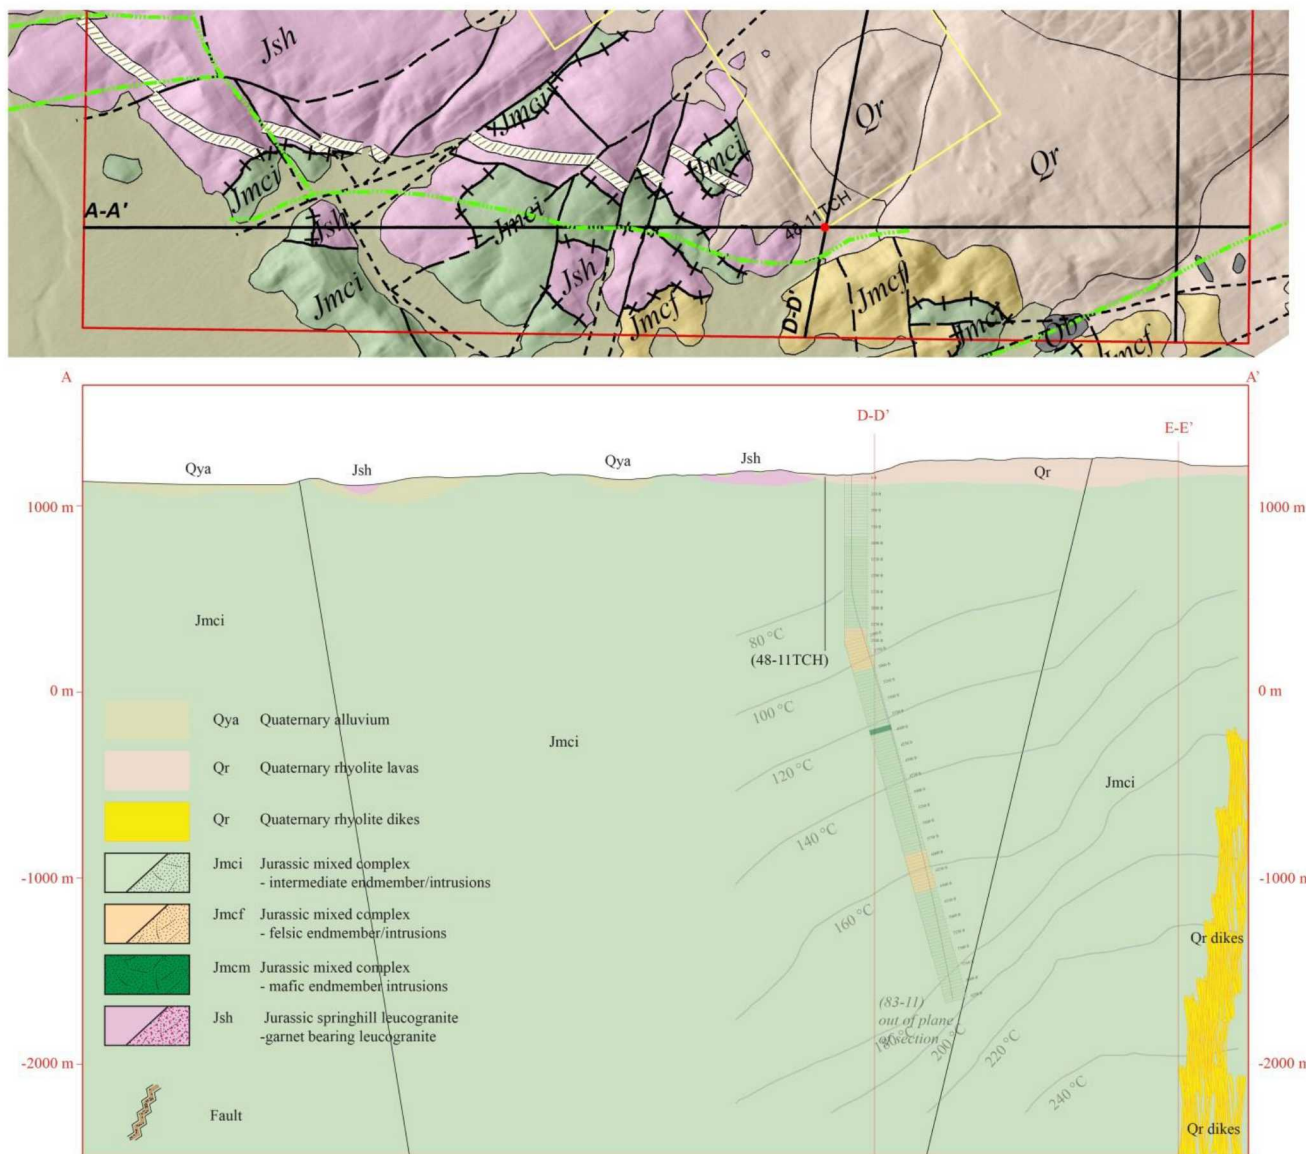 Jsh
Jmci
Qr
Qr
Jmci
Jmci
48-11TCH
A-A'
Jsh
Jmci
Jsh
Jmci
Jmcf
Jmcf
D-D'
Jmci
Qb
Jmcf
A
A'
D-D'
E-E'
Qya
Jsh
Qya
Jsh
Qr
1000 m
1000 m
Jmci
80 °C
(48-11TCH)
0 m
0 m
100 °C
Qya Quaternary alluvium
Jmci
120 °C
Jmci
Qr Quaternary rhyolite lavas
Qr Quaternary rhyolite dikes
140 °C
Jmci Jurassic mixed complex
- intermediate endmember/intrusions
-1000 m
-1000 m
Jmcf Jurassic mixed complex
- felsic endmember/intrusions
160 °C
Qr dikes
Jmcm Jurassic mixed complex
- mafic endmember intrusions
Jsh Jurassic springhill leucogranite
-garnet bearing leucogranite
(83-11)
out of plane
of section
180 °C
200 °C
220 °C
-2000 m
-2000 m
240 °C
Fault
Qr dikes